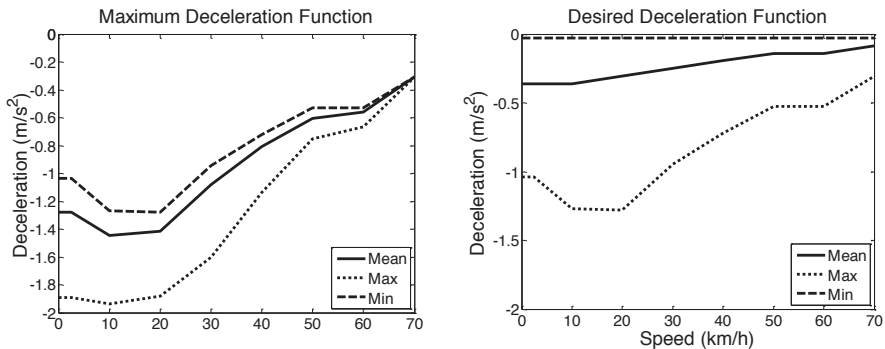 Maximum Deceleration Function
Deceleration (m/s²)
0
-0.2
-0.4
-0.6
-0.8
-1
-1.2
-1.4
-1.6
-1.8
-2
0 10 20 30 40 50 60 70
Mean
Max
Min
Desired Deceleration Function
Deceleration (m/s²)
0
-0.5
-1
-1.5
-2
0 10 20 30 40 50 60 70
Speed (km/h)
Mean
Max
Min